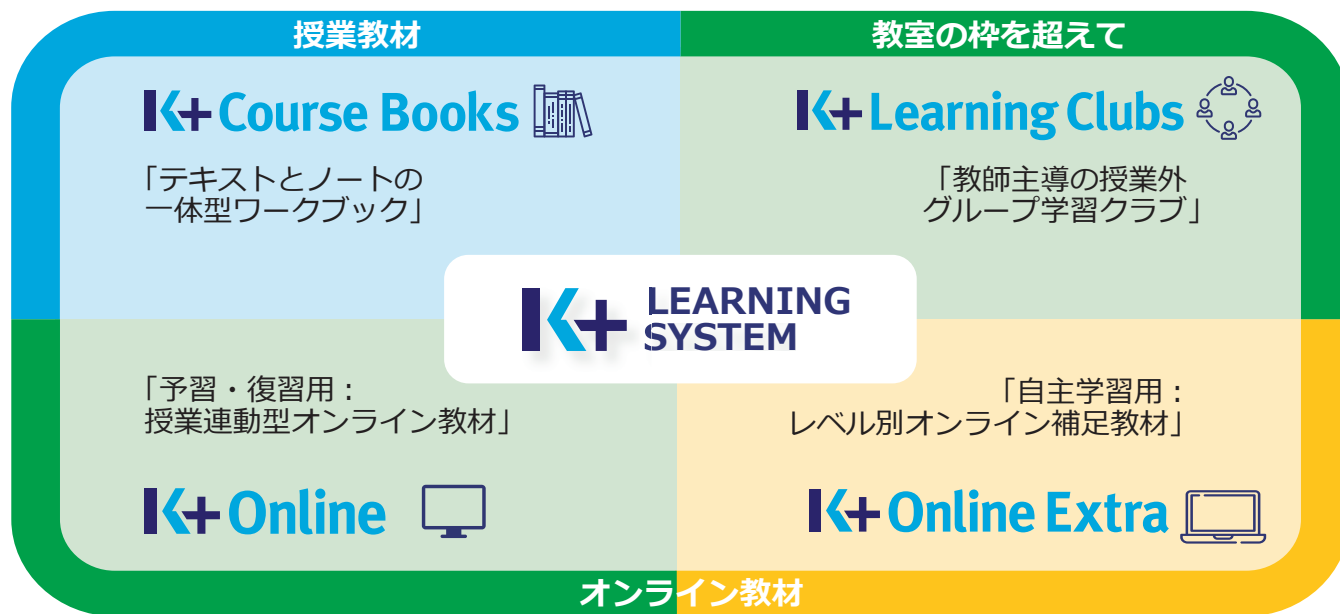 授業教材
教室の枠を超えて
K+ Course Books
K+ Learning Clubs
「テキストとノートの
一体型ワークブック」
「教師主導の授業外
グループ学習クラブ」
K+ LEARNING
SYSTEM
「予習・復習用：
授業連動型オンライン教材」
「自主学習用：
レベル別オンライン補足教材」
K+ Online
K+ Online Extra
オンライン教材